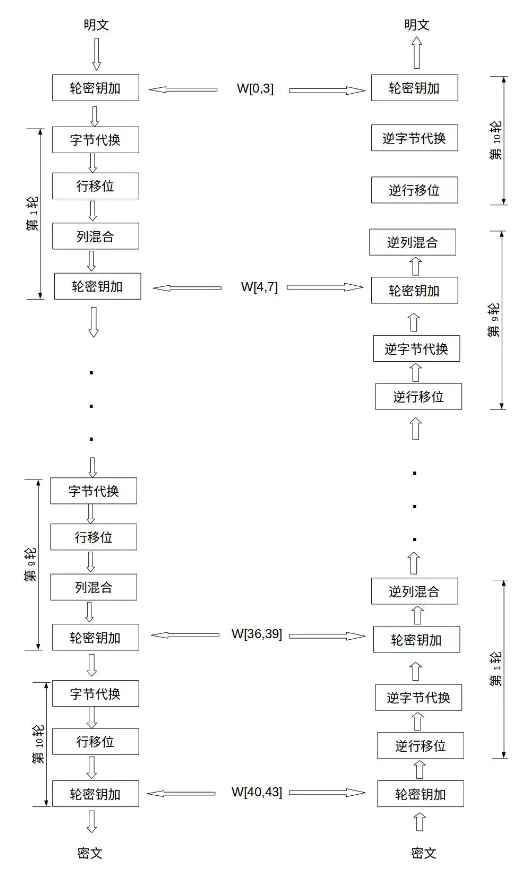 明文
轮密钥加
第1轮
字节代换
行移位
列混合
轮密钥加
第9轮
字节代换
行移位
列混合
轮密钥加
第10轮
字节代换
行移位
轮密钥加
密文
W[0,3]
W[4,7]
W[36,39]
W[40,43]
明文
轮密钥加
逆字节代换
逆行移位
第10轮
逆列混合
轮密钥加
逆字节代换
逆行移位
第9轮
逆列混合
轮密钥加
逆字节代换
逆行移位
第1轮
轮密钥加
密文